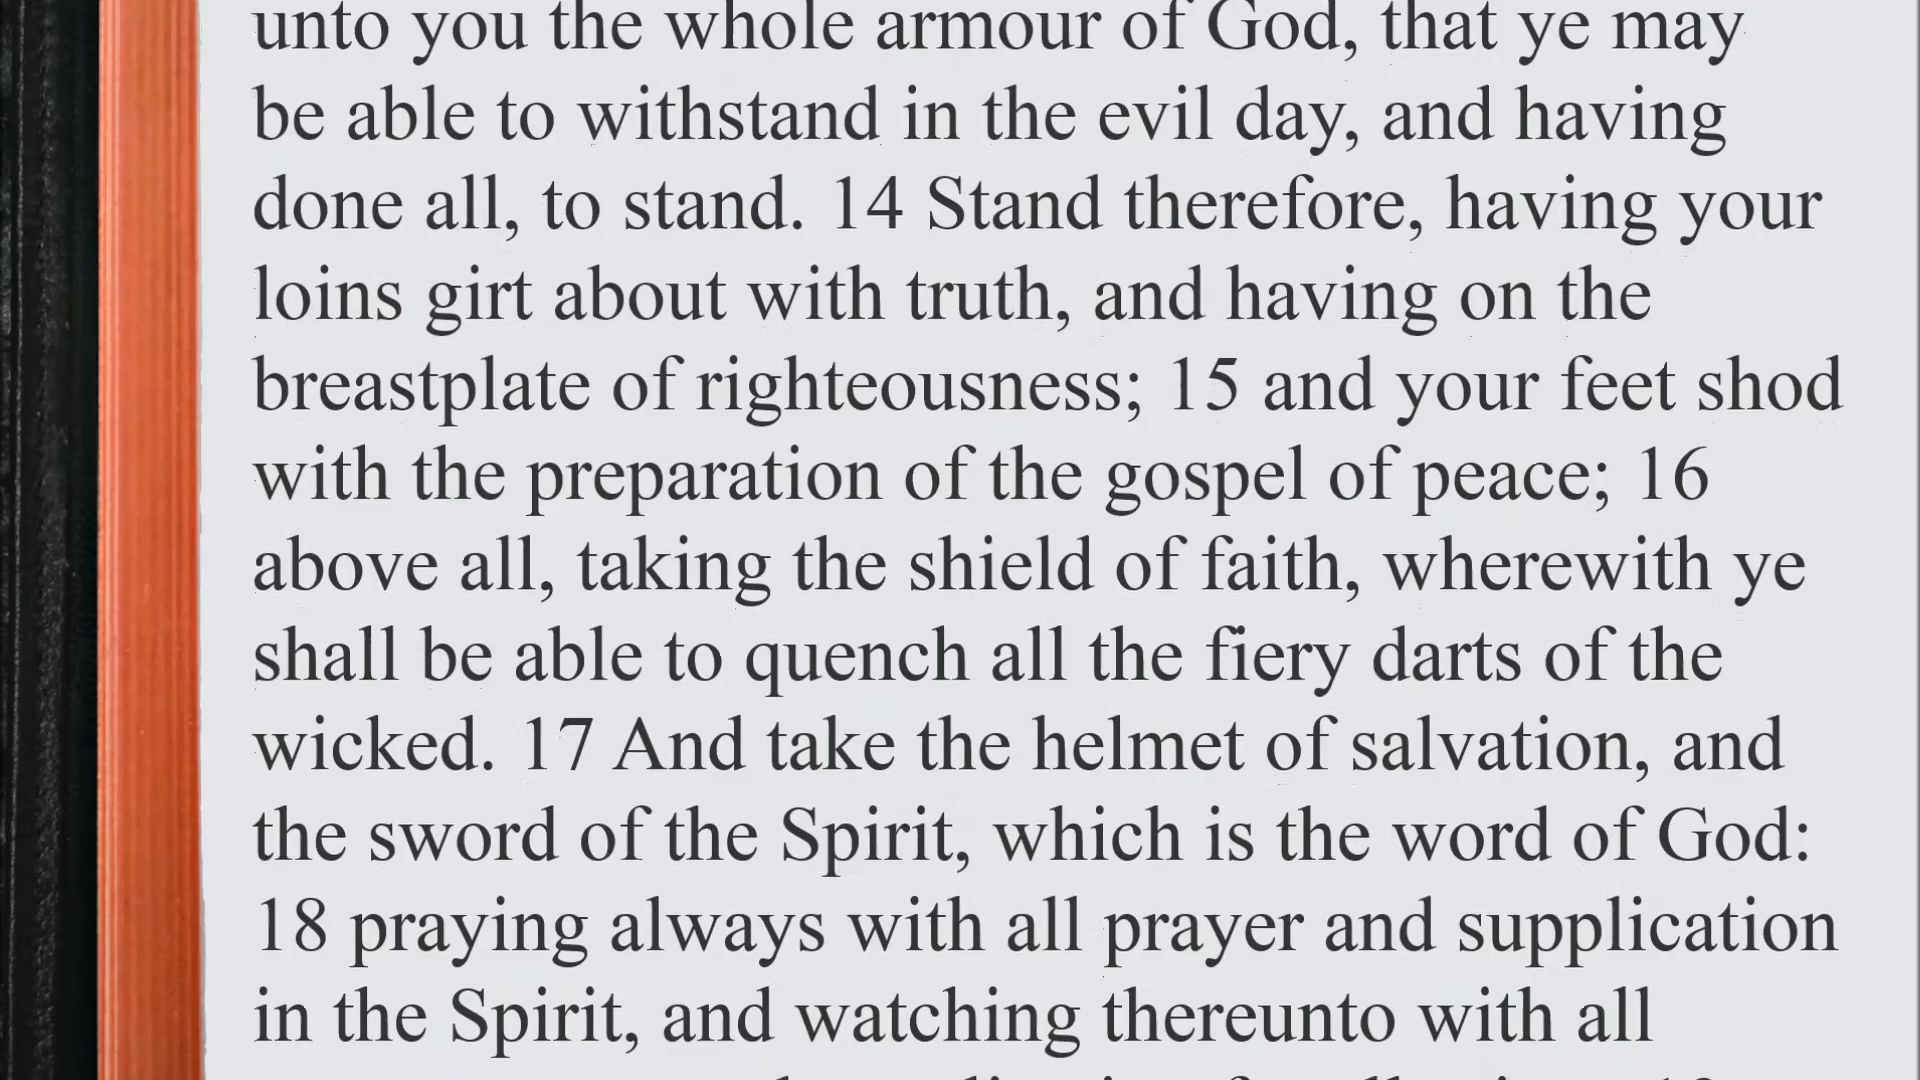 unto you the whole armour of God, that ye may
be able to withstand in the evil day, and having
done all, to stand. 14 Stand therefore, having your
loins girt about with truth, and having on the
breastplate of righteousness; 15 and your feet shod
with the preparation of the gospel of peace; 16
above all, taking the shield of faith, wherewith ye
shall be able to quench all the fiery darts of the
wicked. 17 And take the helmet of salvation, and
the sword of the Spirit, which is the word of God:
18 praying always with all prayer and supplication
in the Spirit, and watching thereunto with all